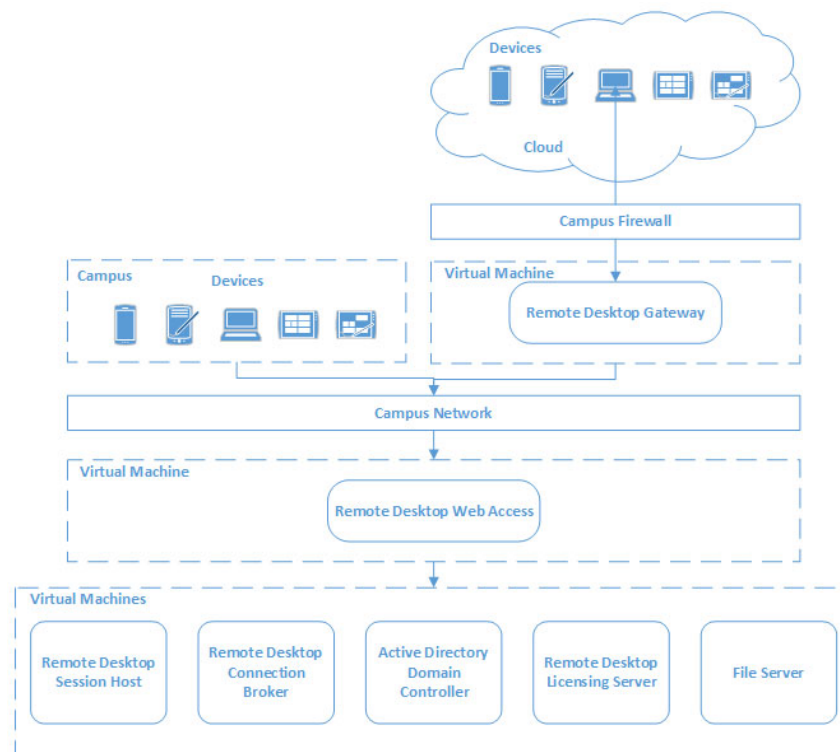 Devices
Cloud
Campus Firewall
Campus
Devices
Virtual Machine
Remote Desktop Gateway
Campus Network
Virtual Machine
Remote Desktop Web Access
Virtual Machines
Remote Desktop
Session Host
Remote Desktop
Connection
Broker
Active Directory
Domain
Controller
Remote Desktop
Licensing Server
File Server